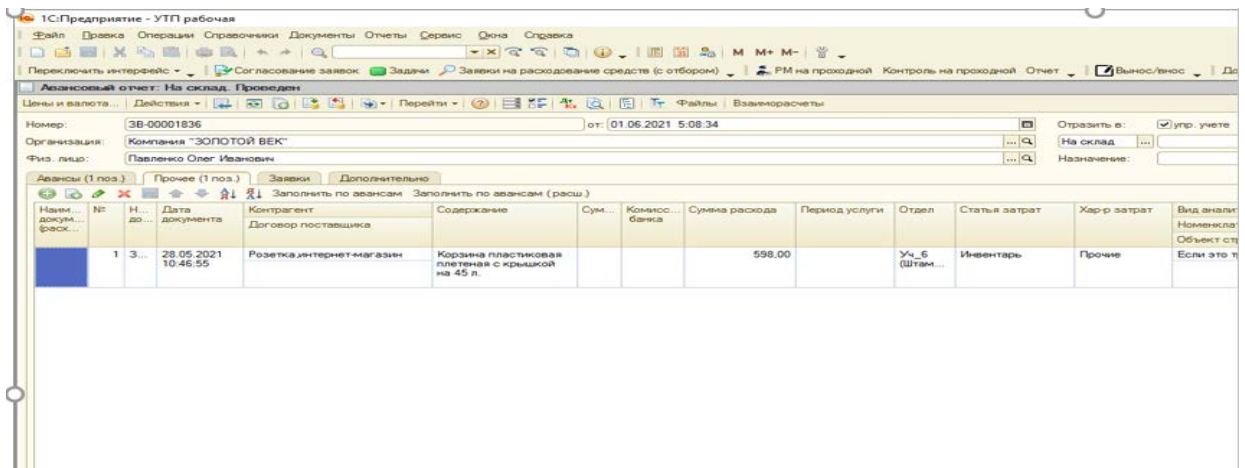 1С:Предприятие - УТП рабочая
Файл Правка Операции Справочники Документы Отчеты Сервис Окна Справка
M M+ M-
Переключить интерфейс Согласование заявок Задачи Заявки на расходование средств (с отбором) РМ на проходной Контроль на проходной Отчет Вынос/внос
Авансовый отчет: На склад. Проведен
Цены и валюта... Действия Перейти Файлы Взаиморасчеты
Номер: ЗВ-00001836 от: 01.06.2021 5:08:34 Отразить в: упр. учете
Организация: Компания "ЗОЛОТОЙ ВЕК" На склад ...
Физ. лицо: Павленко Олег Иванович Назначение:
Авансы (1 поз.) Прочее (1 поз.) Заявки Дополнительно
Заполнить по авансам Заполнить по авансам (расш.)
Наим... № Н... Дата Контрагент Содержание Сум... Комисс... Сумма расхода Период услуги Отдел Статья затрат Хар-р затрат Вид аналит
докум... до... документа Договор поставщика банка Номенклат
(расх... Объект ст
1 З... 28.05.2021 Розетка,интернет-магазин Корзина пластиковая 598,00 Уч_6 Инвентарь Прочие Если это т
10:46:55 плетеная с крышкой (Штам...
на 45 л.